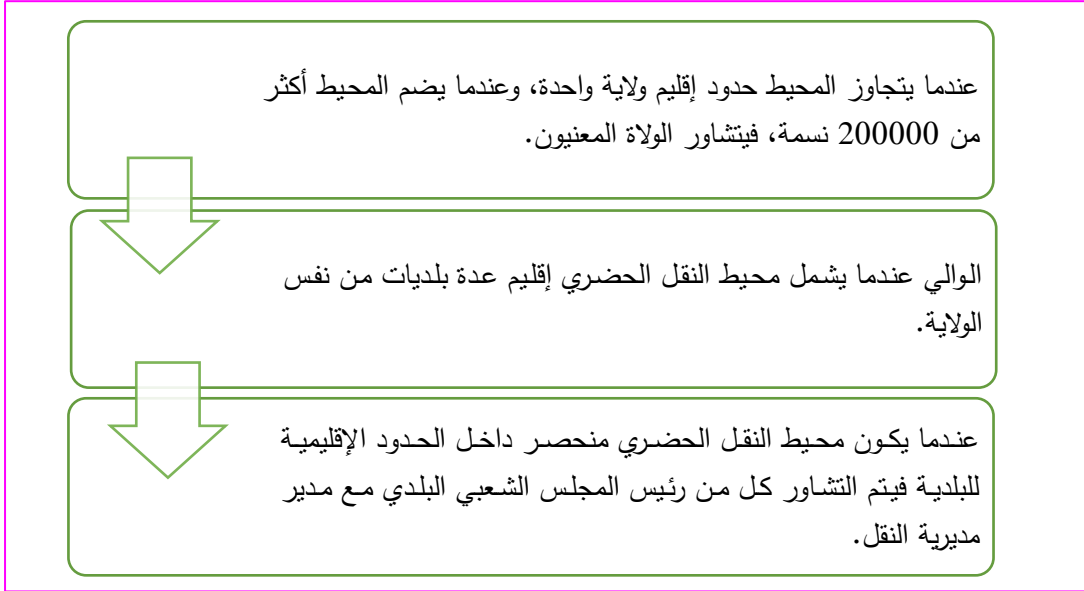 عندما يتجاوز المحيط حدود إقليم ولاية واحدة، وعندما يضم المحيط أكثر
من 200000 نسمة، فيتشاور الولاة المعنيون.
الوالي عندما يشمل محيط النقل الحضري إقليم عدة بلديات من نفس
الولاية.
عندما يكون محيط النقل الحضري منحصر داخل الحدود الإقليمية
للبلدية فيتم التشاور كل من رئيس المجلس الشعبي البلدي مع مدير
مديرية النقل.